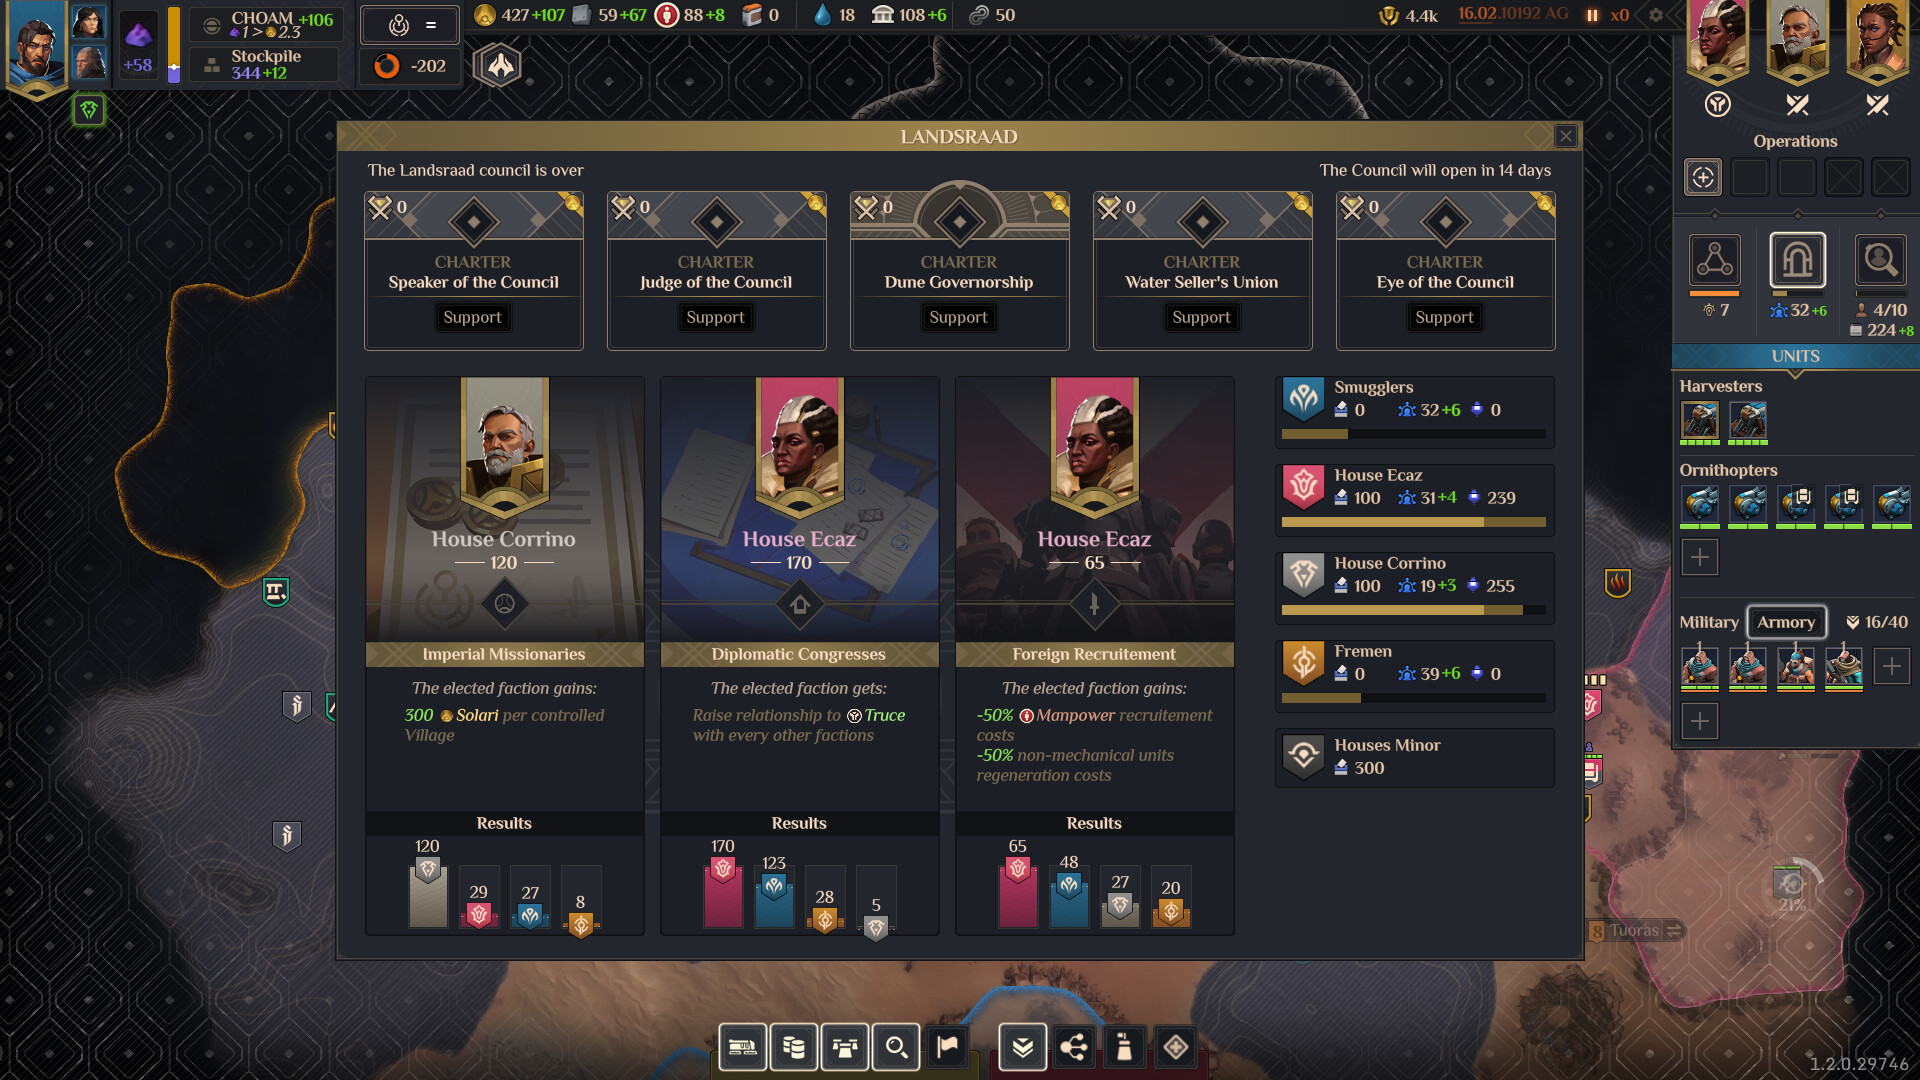 CHOAM +106
1 > 2.3
+58
Stockpile
344 +12
=
-202
427 +107
59 +67
88 +8
0
18
108 +6
50
4.4k
16.02.10192 AG
x0
LANDSRAAD
The Landsraad council is over
The Council will open in 14 days
0
CHARTER
Speaker of the Council
Support
0
CHARTER
Judge of the Council
Support
0
CHARTER
Dune Governorship
Support
0
CHARTER
Water Seller's Union
Support
0
CHARTER
Eye of the Council
Support
House Corrino
120
Imperial Missionaries
The elected faction gains:
300 Solari per controlled
Village
Results
120
29
27
8
House Ecaz
170
Diplomatic Congresses
The elected faction gets:
Raise relationship to Truce
with every other factions
Results
170
123
28
5
House Ecaz
65
Foreign Recruitement
The elected faction gains:
-50% Manpower recruitement
costs
-50% non-mechanical units
regeneration costs
Results
65
48
27
20
Smugglers
0 32+6 0
House Ecaz
100 31+4 239
House Corrino
100 19+3 255
Fremen
0 39+6 0
Houses Minor
300
Operations
7
32+6
4/10
224+8
UNITS
Harvesters
Ornithopters
Military Armory 16/40
1 1 1 1
21%
8 Tuoras
1.2.0.29746